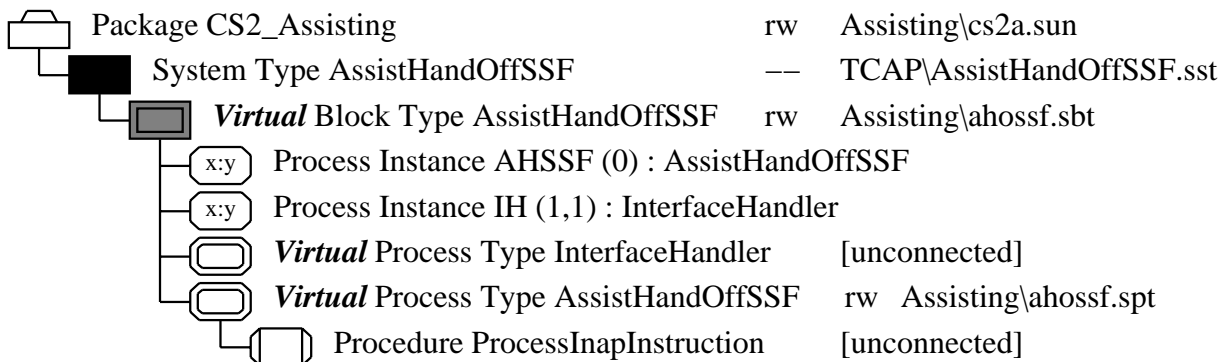 Package CS2_Assisting rw Assisting\cs2a.sun
System Type AssistHandOffSSF −− TCAP\AssistHandOffSSF.sst
Virtual Block Type AssistHandOffSSF rw Assisting\ahossf.sbt
x:y Process Instance AHSSF (0) : AssistHandOffSSF
x:y Process Instance IH (1,1) : InterfaceHandler
Virtual Process Type InterfaceHandler [unconnected]
Virtual Process Type AssistHandOffSSF rw Assisting\ahossf.spt
Procedure ProcessInapInstruction [unconnected]